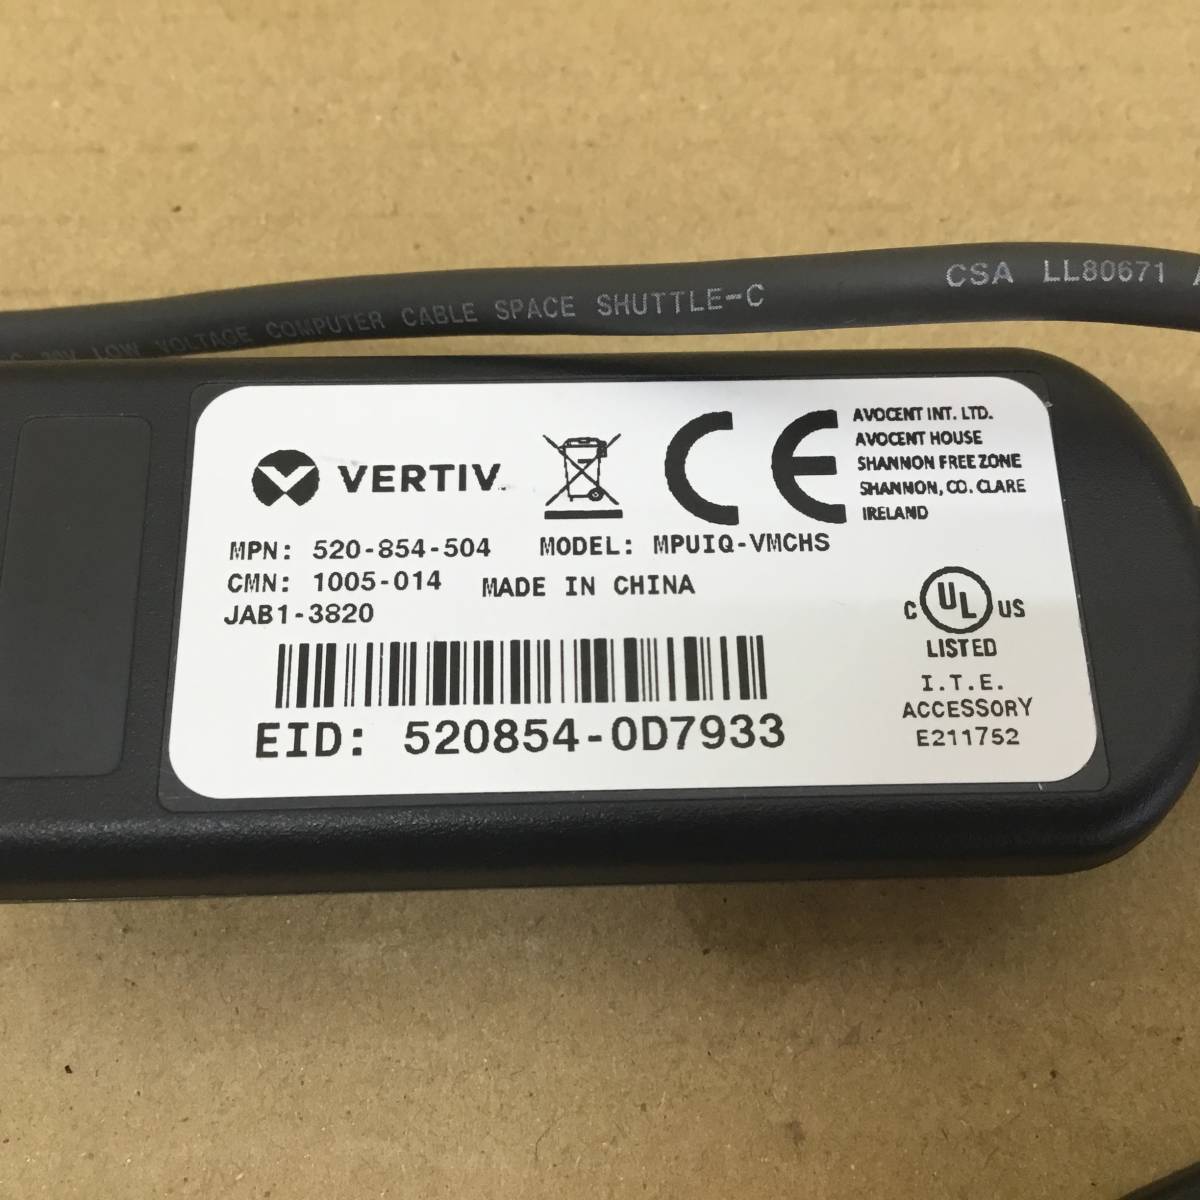 30V LOW VOLTAGE COMPUTER CABLE SPACE SHUTTLE-C
CSA LL80671
VERTIV
CE
AVOCENT INT. LTD.
AVOCENT HOUSE
SHANNON FREE ZONE
SHANNON, CO. CLARE
IRELAND
MPN: 520-854-504 MODEL: MPUIQ-VMCHS
CMN: 1005-014 MADE IN CHINA
JAB1-3820
EID: 520854-0D7933
C UL US
LISTED
I.T.E.
ACCESSORY
E211752